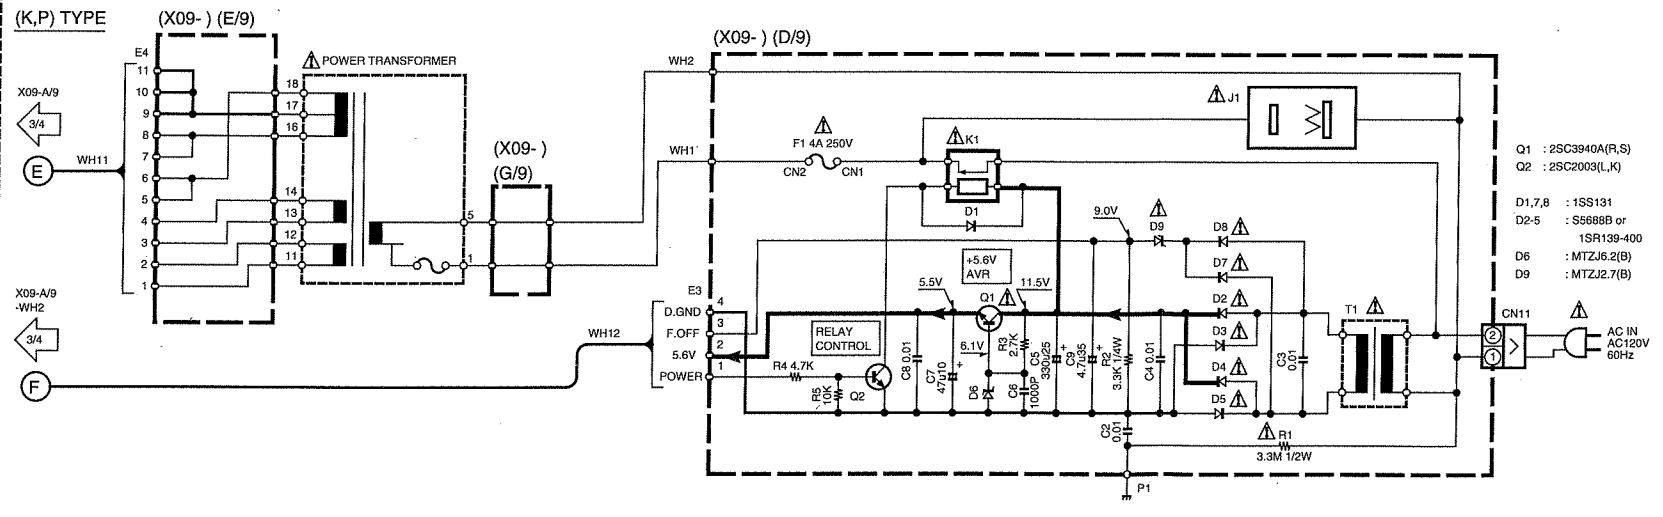 (K,P) TYPE
(X09- ) (E/9)
(X09- ) (D/9)
E4
11
10
9
8
7
6
5
4
3
2
1
X09-A/9
3/4
E
WH11
X09-A/9
-WH2
3/4
F
POWER TRANSFORMER
18
17
16
14
13
12
11
5
1
(X09- )
(G/9)
WH2
WH1
F1 4A 250V
CN2
CN1
K1
J1
D1
9.0V
D9
D8
D7
D2
D3
D4
D5
+5.6V
AVR
5.5V
Q1
11.5V
6.1V
E3
D.GND
4
F.OFF
3
5.6V
2
POWER
1
WH12
RELAY
CONTROL
R4 4.7K
R5
10K
Q2
C8 0.01
C7
47u10
D6
R3
2.7K
C6
1000P
C5
330u25
C9
4.7u35
R2
3.3K 1/4W
C4 0.01
C3
0.01
C2
0.01
R1
3.3M 1/2W
P1
T1
CN11
2
1
AC IN
AC120V
60Hz
Q1 : 2SC3940A(R,S)
Q2 : 2SC2003(L,K)
D1,7,8 : 1SS131
D2-5 : S5688B or
1SR139-400
D6 : MTZJ6.2(B)
D9 : MTZJ2.7(B)